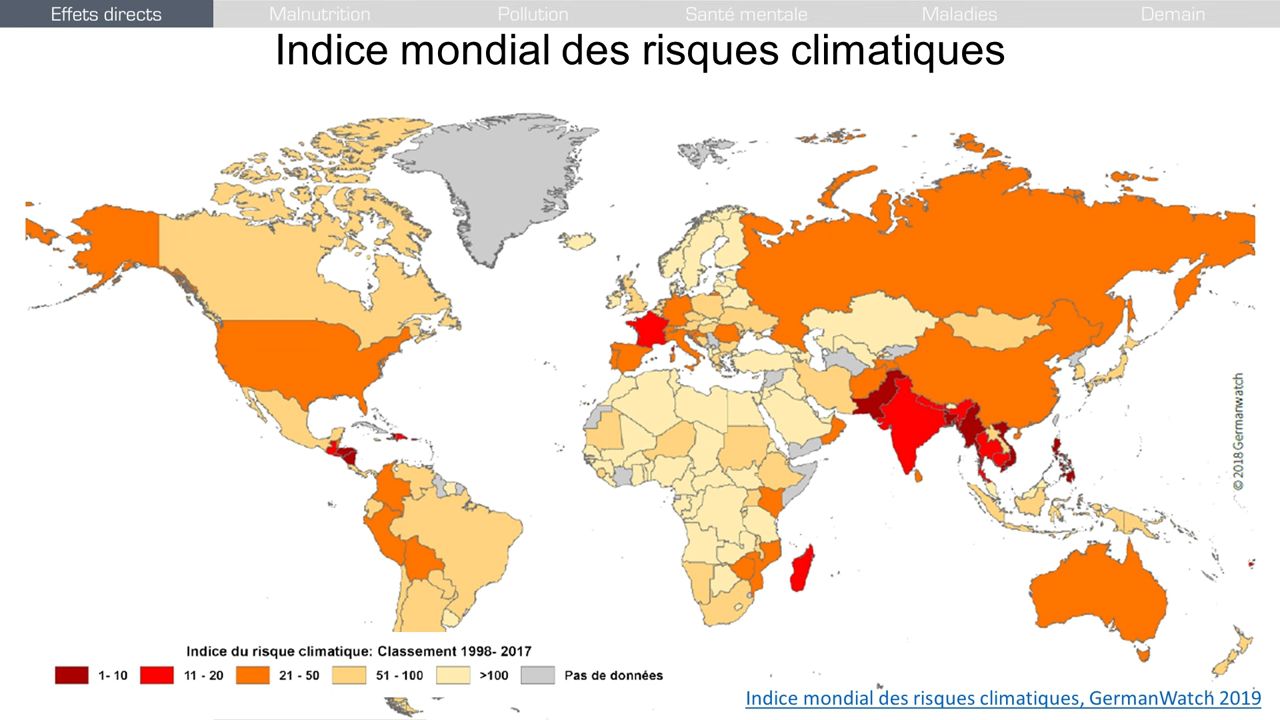 Effets directs
Malnutrition
Pollution
Santé mentale
Maladies
Demain
Indice mondial des risques climatiques
© 2018 Germanwatch
Indice du risque climatique: Classement 1998- 2017
1- 10
11 - 20
21 - 50
51 - 100
>100
Pas de données
Indice mondial des risques climatiques, GermanWatch 2019